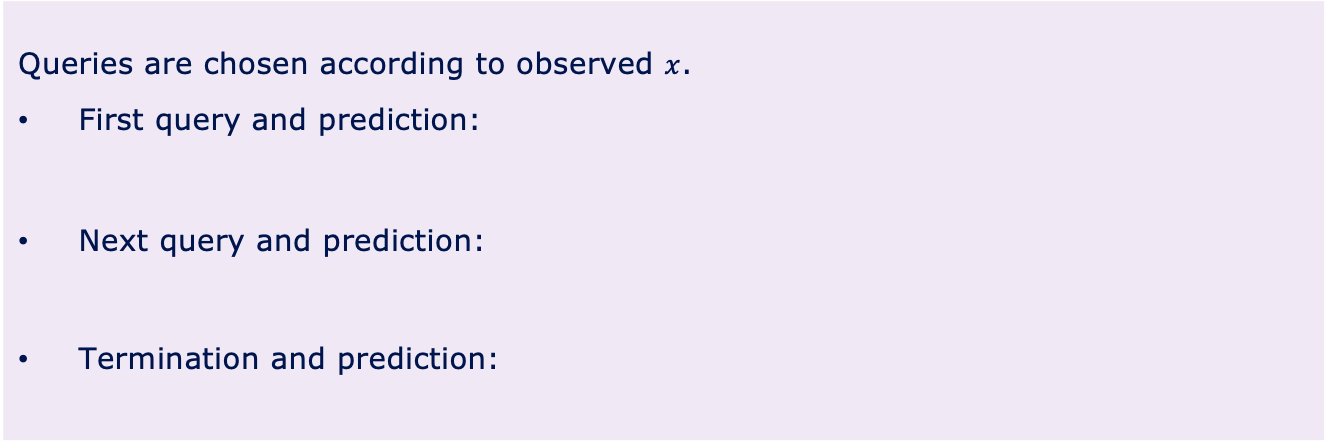 Queries are chosen according to observed x.
• First query and prediction:
• Next query and prediction:
• Termination and prediction: